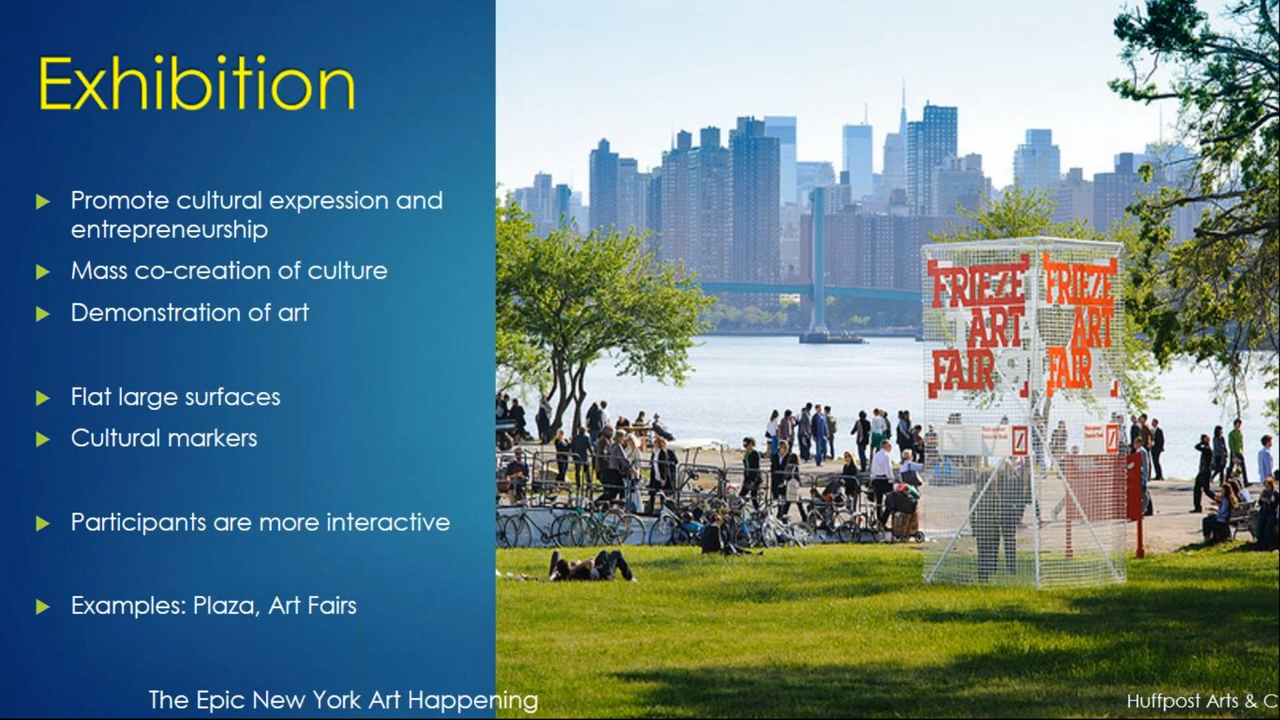 Exhibition
Promote cultural expression and
entrepreneurship
Mass co-creation of culture
Demonstration of art
Flat large surfaces
Cultural markers
Participants are more interactive
Examples: Plaza, Art Fairs
FRIEZE FRIEZE
ART ART
FAIR FAIR
The Epic New York Art Happening
Huffpost Arts & C